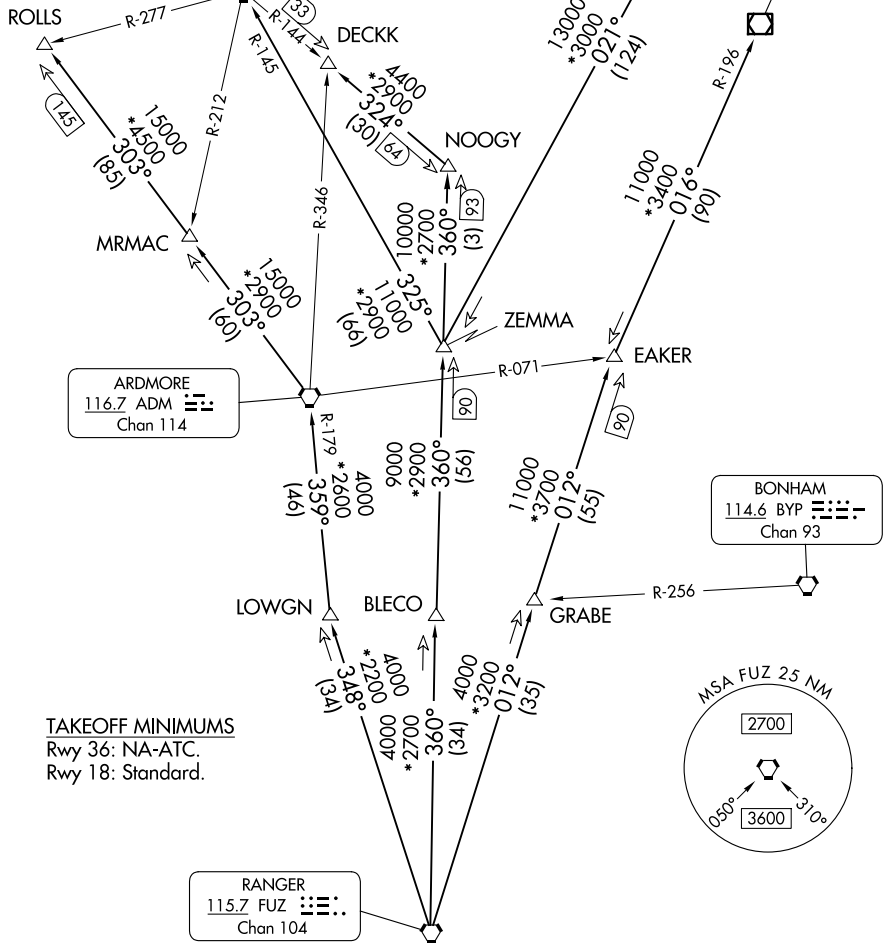 ROLLS
R-277
33
R-144
DECKK
R-145
13000
*3000
021°
(124)
R-196
145
15000
*4500
303°
(85)
R-212
4400
*2900
324°
(30)
64
NOOGY
93
R-346
11000
*3400
016°
(90)
MRMAC
10000
*2700
360°
(3)
15000
*2900
303°
(60)
325°
11000
*2900
(66)
ZEMMA
EAKER
R-071
ARDMORE
116.7 ADM
Chan 114
90
90
R-179
4000
*2600
359°
(46)
9000
*2900
360°
(56)
11000
*3700
012°
(55)
BONHAM
114.6 BYP
Chan 93
R-256
LOWGN
BLECO
GRABE
4000
*2200
348°
(34)
4000
*2700
360°
(34)
4000
*3200
012°
(35)
MSA FUZ 25 NM
2700
050°
310°
3600
TAKEOFF MINIMUMS
Rwy 36: NA-ATC.
Rwy 18: Standard.
RANGER
115.7 FUZ
Chan 104